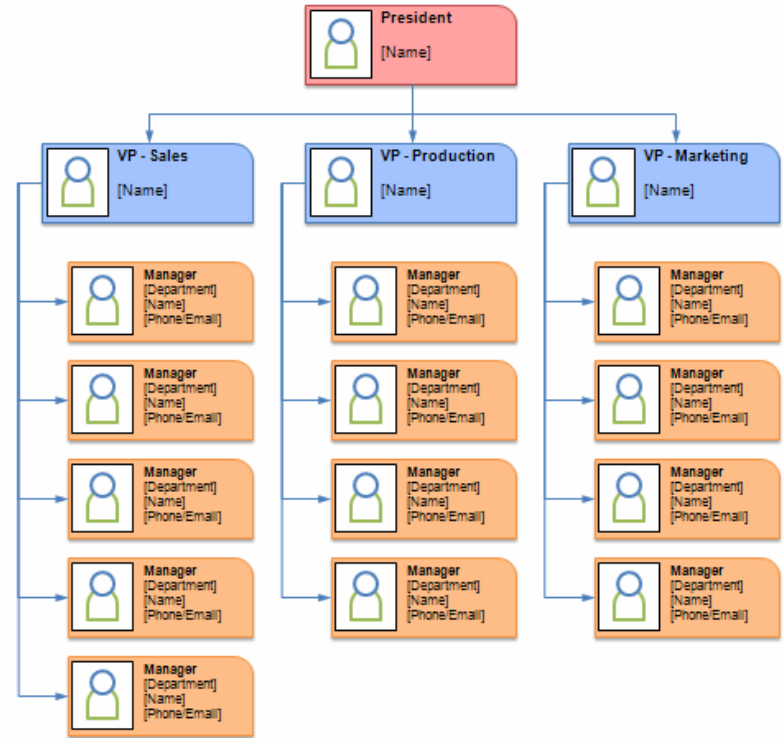 President
[Name]
VP - Sales
[Name]
VP - Production
[Name]
VP - Marketing
[Name]
Manager
[Department]
[Name]
[Phone/Email]
Manager
[Department]
[Name]
[Phone/Email]
Manager
[Department]
[Name]
[Phone/Email]
Manager
[Department]
[Name]
[Phone/Email]
Manager
[Department]
[Name]
[Phone/Email]
Manager
[Department]
[Name]
[Phone/Email]
Manager
[Department]
[Name]
[Phone/Email]
Manager
[Department]
[Name]
[Phone/Email]
Manager
[Department]
[Name]
[Phone/Email]
Manager
[Department]
[Name]
[Phone/Email]
Manager
[Department]
[Name]
[Phone/Email]
Manager
[Department]
[Name]
[Phone/Email]
Manager
[Department]
[Name]
[Phone/Email]